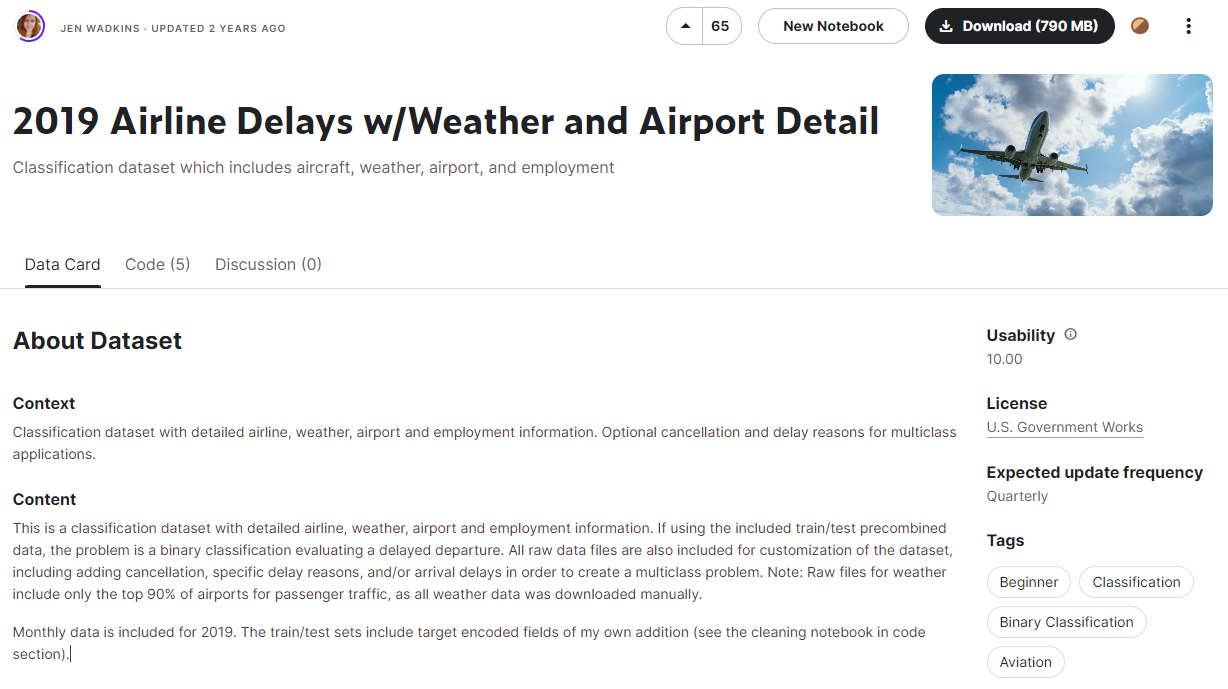 JEN WADKINS · UPDATED 2 YEARS AGO
65
New Notebook
Download (790 MB)
2019 Airline Delays w/Weather and Airport Detail
Classification dataset which includes aircraft, weather, airport, and employment
Data Card
Code (5)
Discussion (0)
About Dataset
Context
Classification dataset with detailed airline, weather, airport and employment information. Optional cancellation and delay reasons for multiclass
applications.
Content
This is a classification dataset with detailed airline, weather, airport and employment information. If using the included train/test precombined
data, the problem is a binary classification evaluating a delayed departure. All raw data files are also included for customization of the dataset,
including adding cancellation, specific delay reasons, and/or arrival delays in order to create a multiclass problem. Note: Raw files for weather
include only the top 90% of airports for passenger traffic, as all weather data was downloaded manually.
Monthly data is included for 2019. The train/test sets include target encoded fields of my own addition (see the cleaning notebook in code
section).
Usability
10.00
License
U.S. Government Works
Expected update frequency
Quarterly
Tags
Beginner
Classification
Binary Classification
Aviation